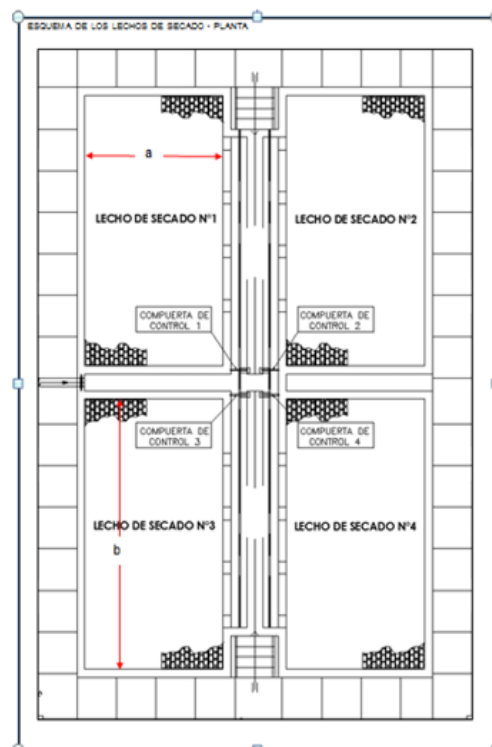 ESQUEMA DE LOS LECHOS DE SECADO - PLANTA
a
LECHO DE SECADO N°1
LECHO DE SECADO N°2
COMPUERTA DE
CONTROL 1
COMPUERTA DE
CONTROL 2
COMPUERTA DE
CONTROL 3
COMPUERTA DE
CONTROL 4
LECHO DE SECADO N°3
LECHO DE SECADO N°4
b